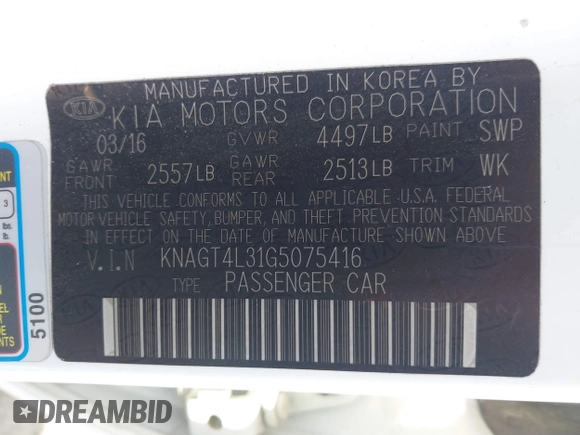 MANUFACTURED IN KOREA BY
KIA
KIA MOTORS CORPORATION
03/16 GVWR 4497LB PAINT SWP
GAWR FRONT 2557LB GAWR REAR 2513LB TRIM WK
THIS VEHICLE CONFORMS TO ALL APPLICABLE U.S.A. FEDERAL
MOTOR VEHICLE SAFETY, BUMPER, AND THEFT PREVENTION STANDARDS
IN EFFECT ON THE DATE OF MANUFACTURE SHOWN ABOVE.
V.I.N KNAGT4L31G5075416
TYPE PASSENGER CAR
3
5100
DREAMBID